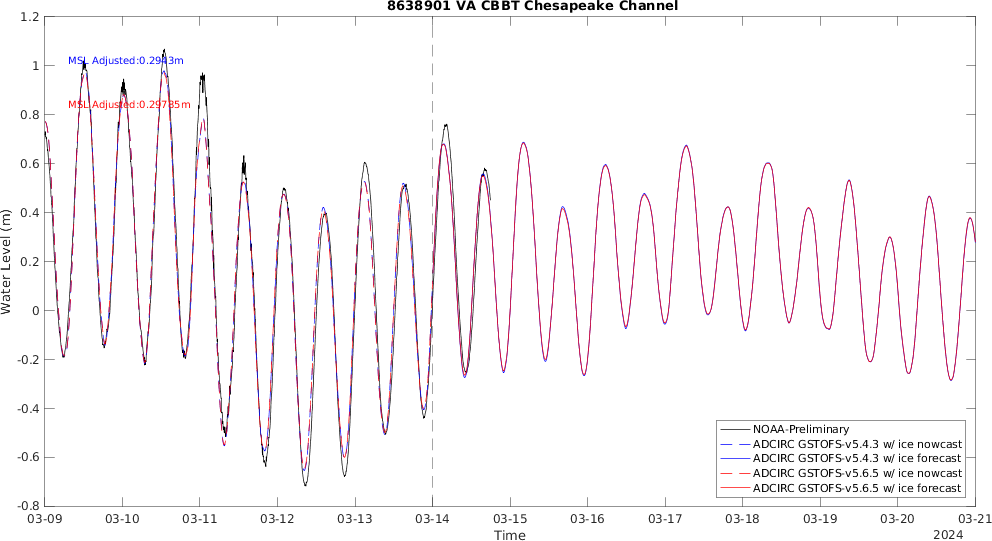 8638901 VA CBBT Chesapeake Channel
1.2
1
0.8
0.6
0.4
0.2
0
-0.2
-0.4
-0.6
-0.8
Water Level (m)
MSL Adjusted:0.2943m
MSL Adjusted:0.29785m
NOAA-Preliminary
ADCIRC GSTOFS-v5.4.3 w/ ice nowcast
ADCIRC GSTOFS-v5.4.3 w/ ice forecast
ADCIRC GSTOFS-v5.6.5 w/ ice nowcast
ADCIRC GSTOFS-v5.6.5 w/ ice forecast
03-09 03-10 03-11 03-12 03-13 03-14 03-15 03-16 03-17 03-18 03-19 03-20 03-21
Time
2024